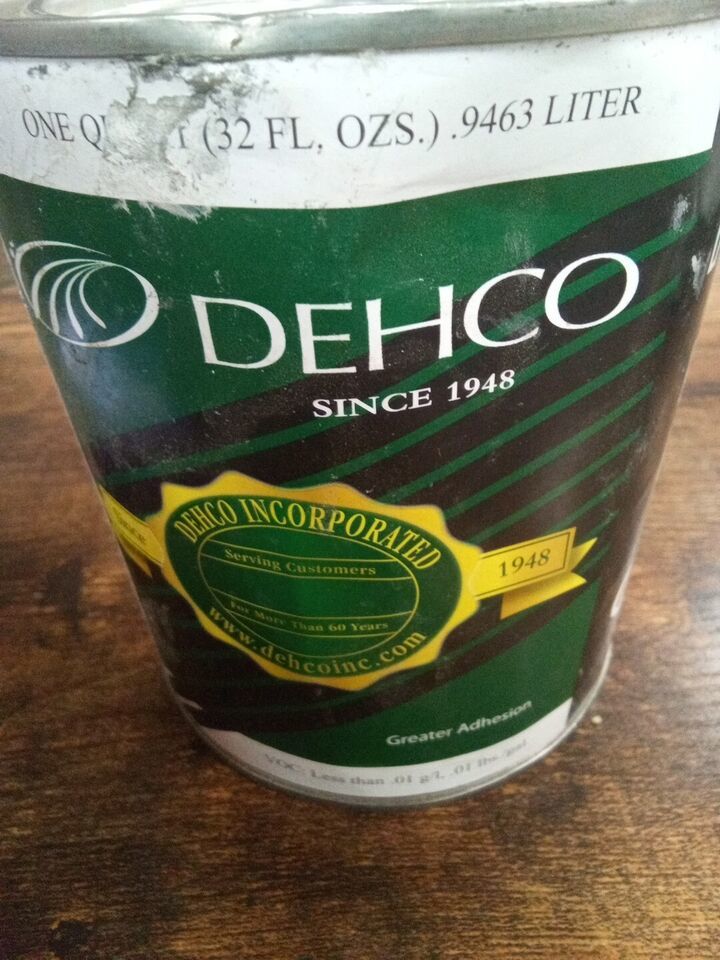 ONE (32 FL. OZS.) .9463 LITER
DEHCO
SINCE 1948
DEHCO INCORPORATED
Serving Customers
For More Than 60 Years
www.dehcoinc.com
1948
Greater Adhesion
VOC: Less than .01 g/l, .01 lbs/gal